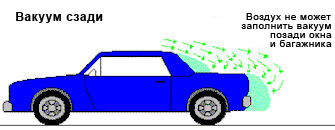 Вакуум сзади
Воздух не может
заполнить вакуум
позади окна
и багажника